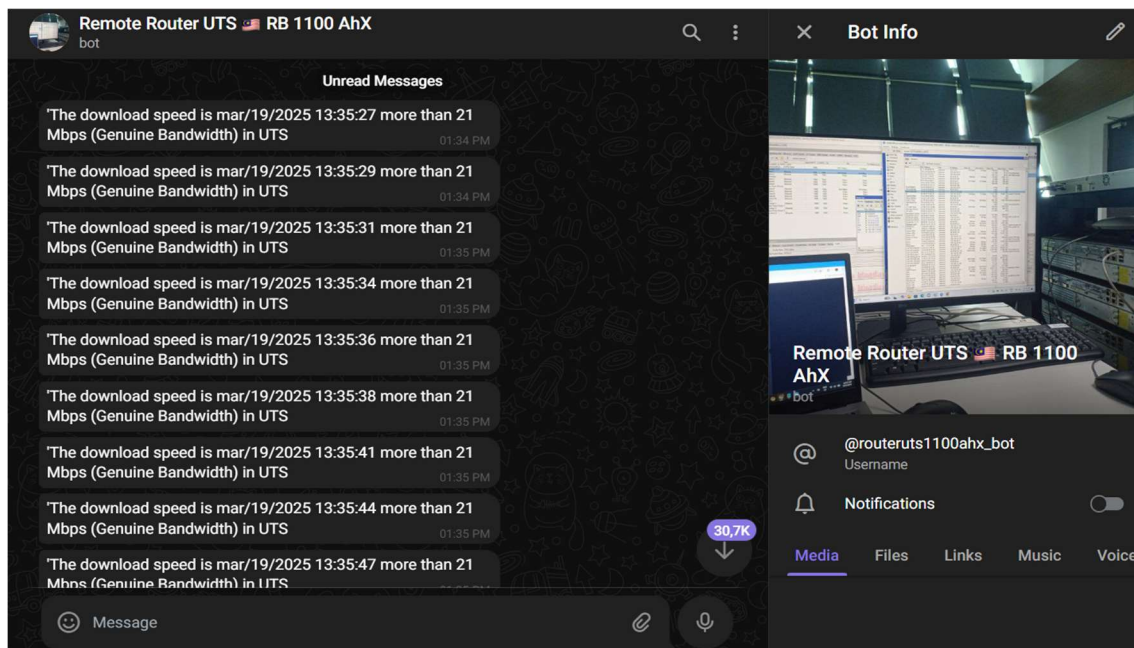 Remote Router UTS 🇲🇾 RB 1100 AhX
bot
Unread Messages
'The download speed is mar/19/2025 13:35:27 more than 21
Mbps (Genuine Bandwidth) in UTS
01:34 PM
'The download speed is mar/19/2025 13:35:29 more than 21
Mbps (Genuine Bandwidth) in UTS
01:34 PM
'The download speed is mar/19/2025 13:35:31 more than 21
Mbps (Genuine Bandwidth) in UTS
01:35 PM
'The download speed is mar/19/2025 13:35:34 more than 21
Mbps (Genuine Bandwidth) in UTS
01:35 PM
'The download speed is mar/19/2025 13:35:36 more than 21
Mbps (Genuine Bandwidth) in UTS
01:35 PM
'The download speed is mar/19/2025 13:35:38 more than 21
Mbps (Genuine Bandwidth) in UTS
01:35 PM
'The download speed is mar/19/2025 13:35:41 more than 21
Mbps (Genuine Bandwidth) in UTS
01:35 PM
'The download speed is mar/19/2025 13:35:44 more than 21
Mbps (Genuine Bandwidth) in UTS
01:35 PM
'The download speed is mar/19/2025 13:35:47 more than 21
Mbps (Genuine Bandwidth) in UTS
30,7K
Message
Bot Info
Remote Router UTS 🇲🇾 RB 1100
AhX
bot
@routeruts1100ahx_bot
Username
Notifications
Media Files Links Music Voice